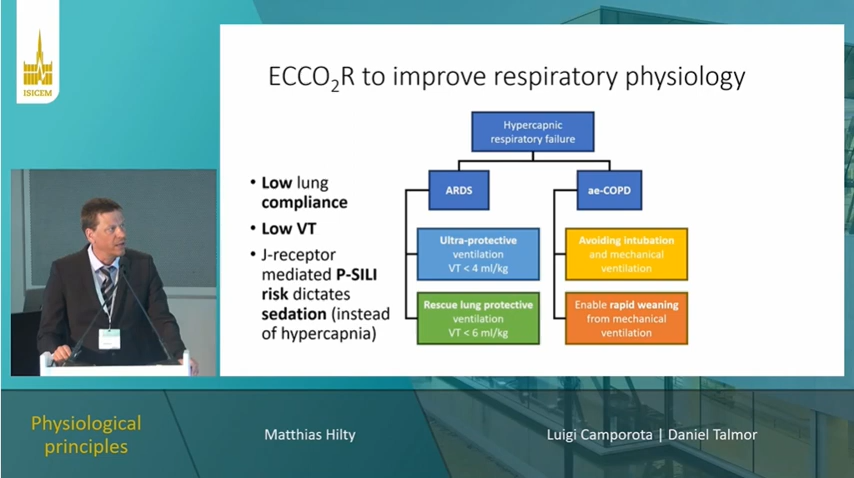 ISICEM
ECCO₂R to improve respiratory physiology
• Low lung
compliance
• Low VT
• J-receptor
mediated P-SILI
risk dictates
sedation (instead
of hypercapnia)
Hypercapnic
respiratory failure
ARDS
ae-COPD
Ultra-protective
ventilation
VT < 4 ml/kg
Avoiding intubation
and mechanical
ventilation
Rescue lung protective
ventilation
VT < 6 ml/kg
Enable rapid weaning
from mechanical
ventilation
Physiological
principles
Matthias Hilty
Luigi Camporota | Daniel Talmor